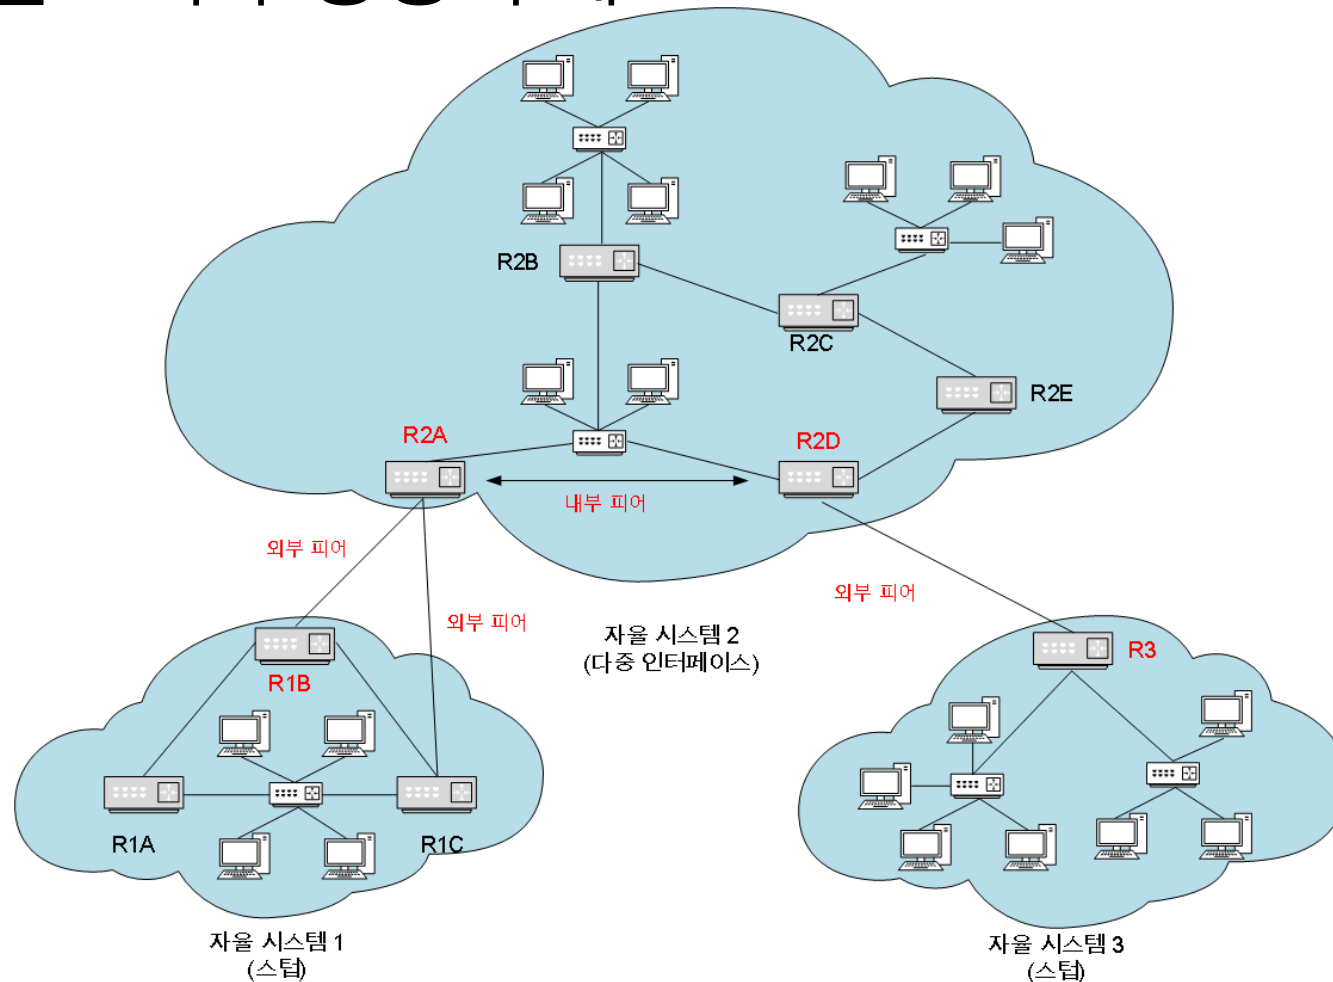 R2B
R2C
R2E
R2A
R2D
내부 피어
외부 피어
외부 피어
외부 피어
자율 시스템 2
(다중 인터페이스)
R1B
R3
R1A
R1C
자율 시스템 1
(스텁)
자율 시스템 3
(스텁)